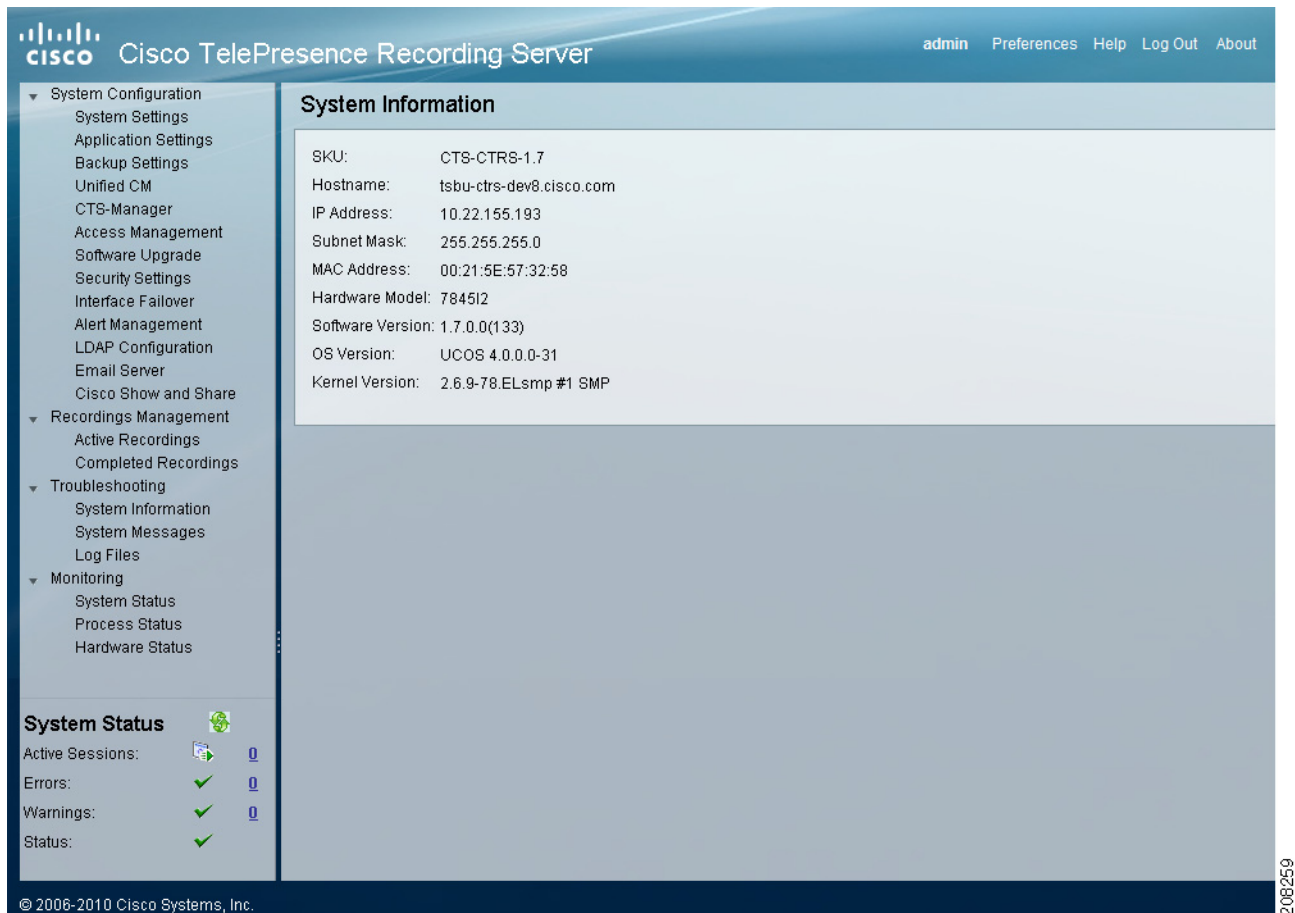 CISCO Cisco TelePresence Recording Server
admin Preferences Help Log Out About
System Configuration
System Settings
Application Settings
Backup Settings
Unified CM
CTS-Manager
Access Management
Software Upgrade
Security Settings
Interface Failover
Alert Management
LDAP Configuration
Email Server
Cisco Show and Share
Recordings Management
Active Recordings
Completed Recordings
Troubleshooting
System Information
System Messages
Log Files
Monitoring
System Status
Process Status
Hardware Status
System Status
Active Sessions: 0
Errors: 0
Warnings: 0
Status:
System Information
SKU: CTS-CTRS-1.7
Hostname: tsbu-ctrs-dev8.cisco.com
IP Address: 10.22.155.193
Subnet Mask: 255.255.255.0
MAC Address: 00:21:5E:57:32:58
Hardware Model: 7845I2
Software Version: 1.7.0.0(133)
OS Version: UCOS 4.0.0.0-31
Kernel Version: 2.6.9-78.ELsmp #1 SMP
© 2006-2010 Cisco Systems, Inc.
208259